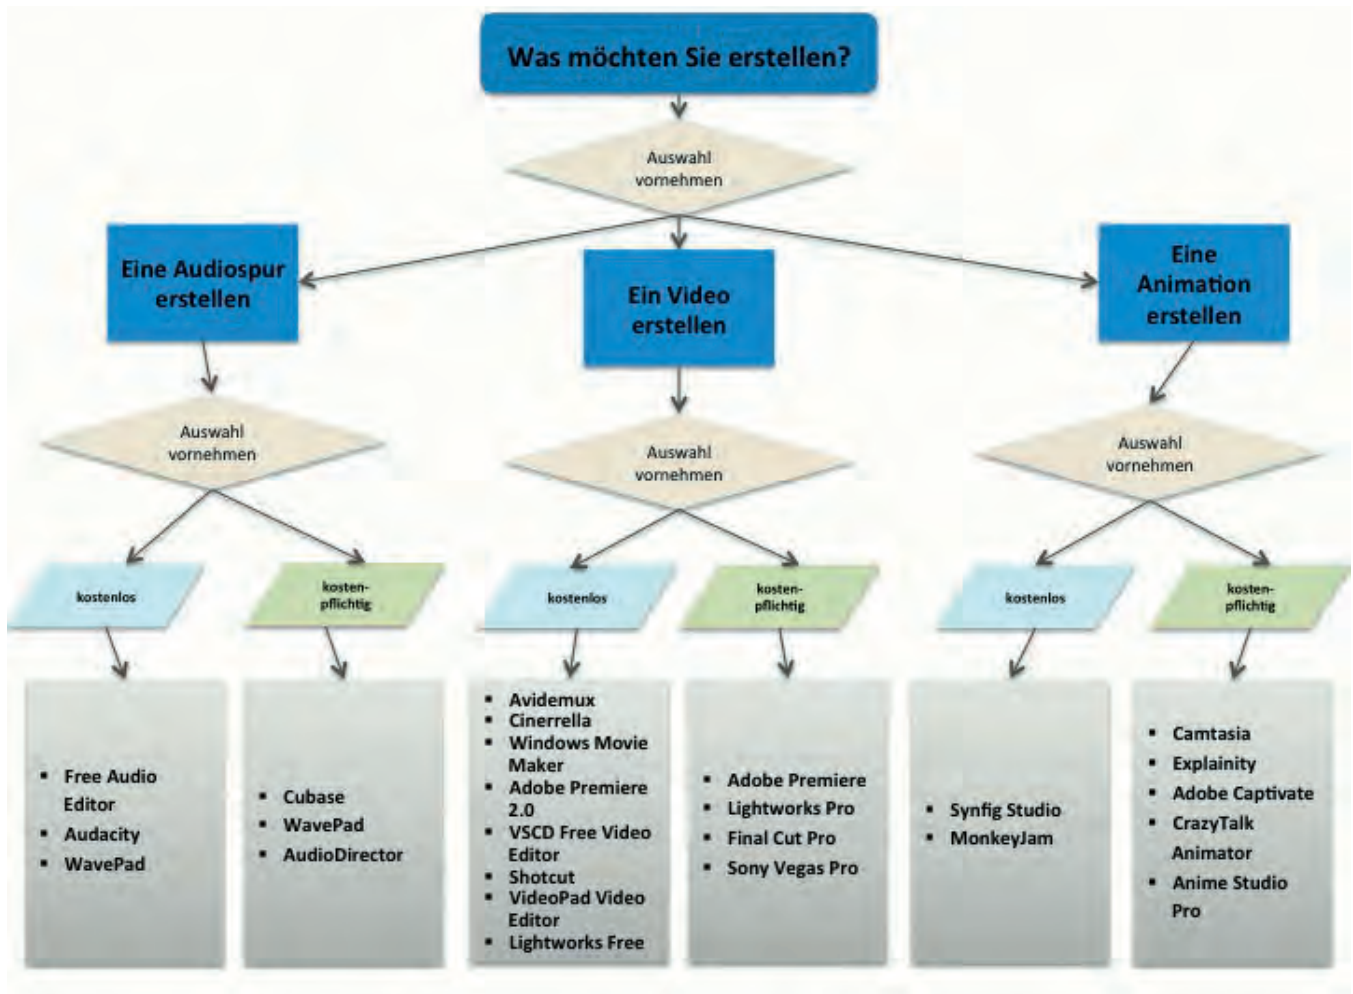 Was möchten Sie erstellen?
Auswahl
vornehmen
Eine Audiospur
erstellen
Ein Video
erstellen
Eine
Animation
erstellen
Auswahl
vornehmen
Auswahl
vornehmen
Auswahl
vornehmen
kostenlos
kosten-
pflichtig
kostenlos
kosten-
pflichtig
kostenlos
kosten-
pflichtig
▪ Free Audio
Editor
▪ Audacity
▪ WavePad
▪ Cubase
▪ WavePad
▪ AudioDirector
▪ Avidemux
▪ Cinerrella
▪ Windows Movie
Maker
▪ Adobe Premiere
2.0
▪ VSCD Free Video
Editor
▪ Shotcut
▪ VideoPad Video
Editor
▪ Lightworks Free
▪ Adobe Premiere
▪ Lightworks Pro
▪ Final Cut Pro
▪ Sony Vegas Pro
▪ Synfig Studio
▪ MonkeyJam
▪ Camtasia
▪ Explainity
▪ Adobe Captivate
▪ CrazyTalk
Animator
▪ Anime Studio
Pro